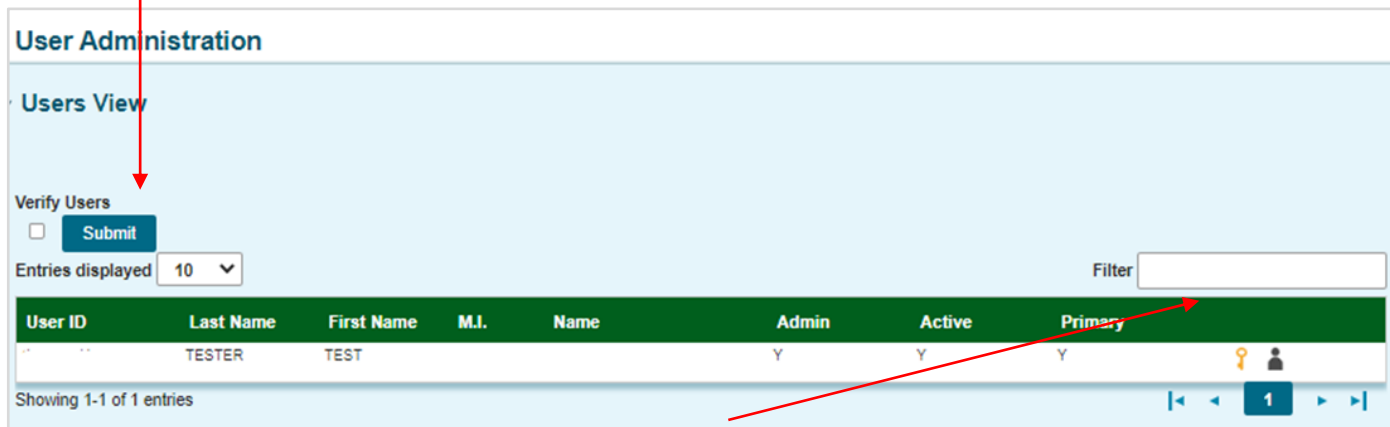 User Administration
Users View
Verify Users
Submit
Entries displayed 10
Filter
User ID Last Name First Name M.I. Name Admin Active Primary
TESTER TEST Y Y Y
Showing 1-1 of 1 entries
1